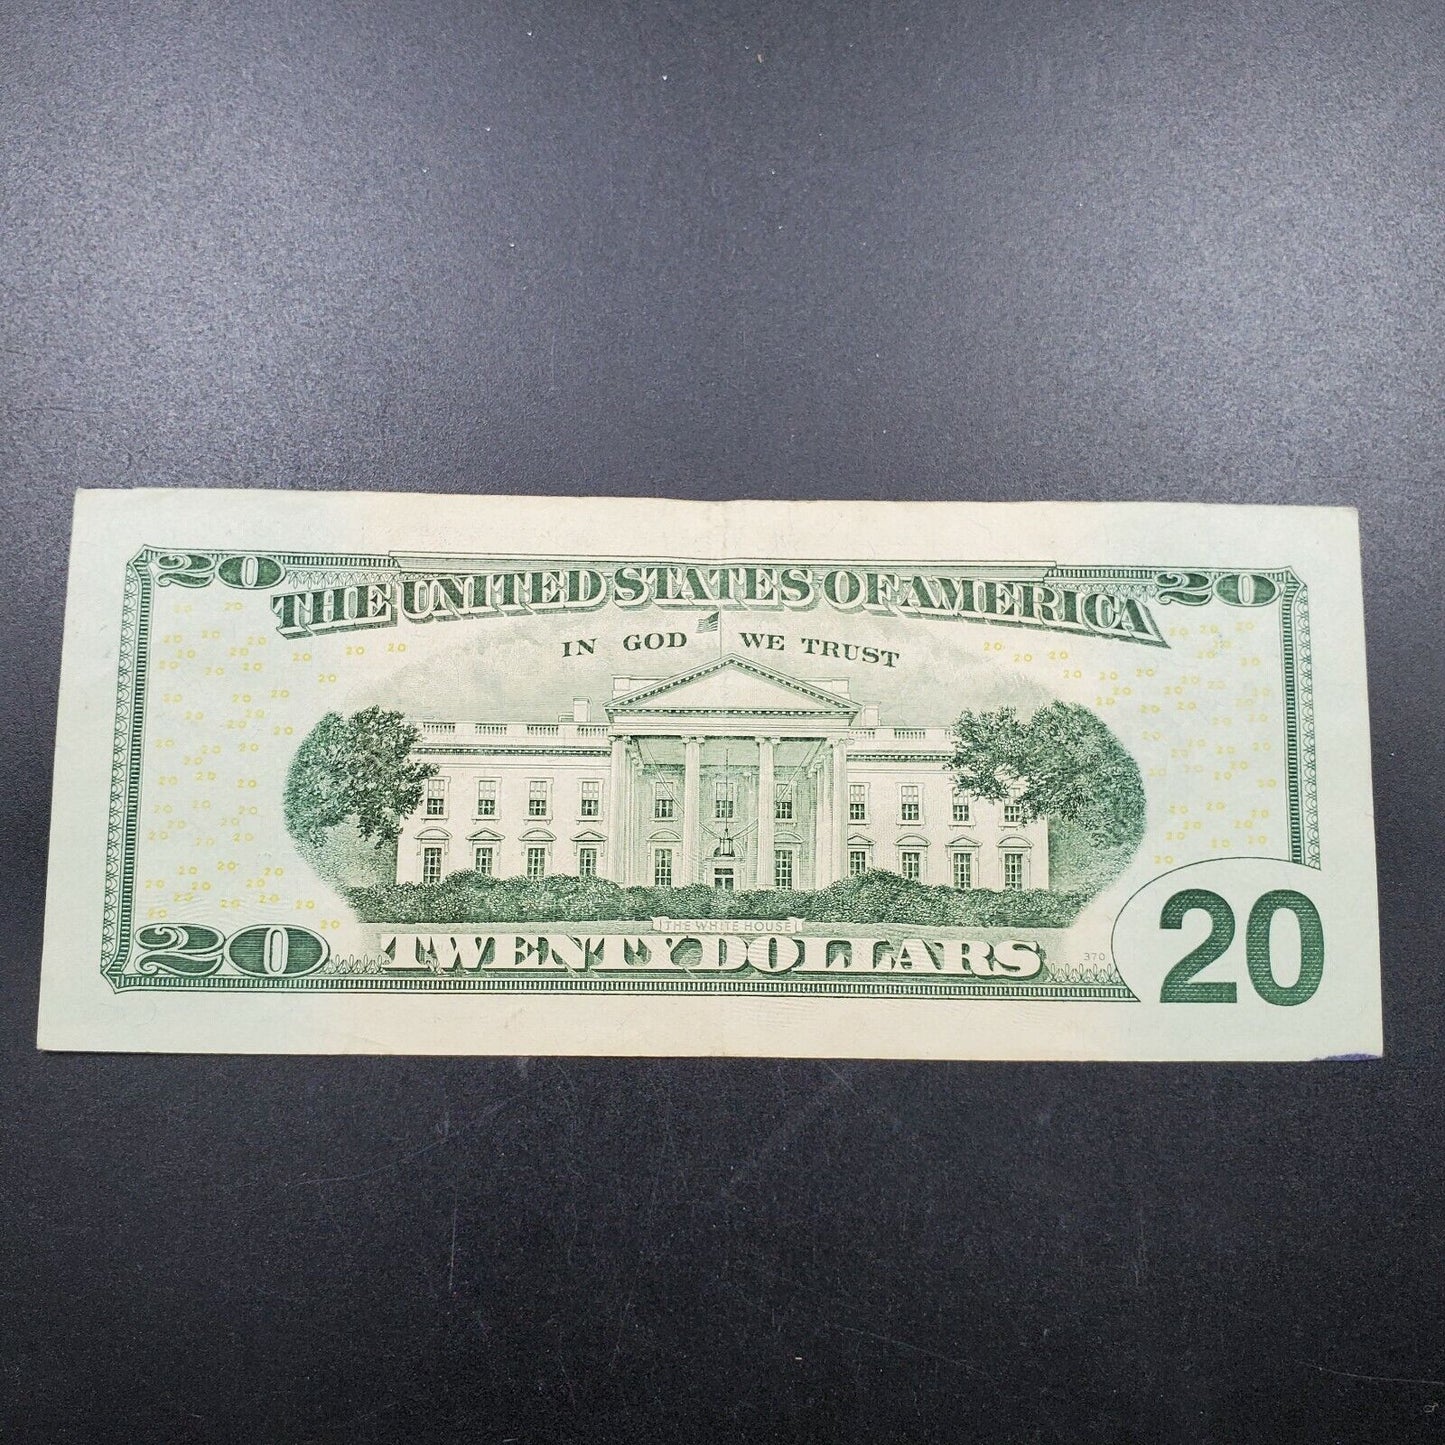 20 THE UNITED STATES OF AMERICA 20
IN GOD WE TRUST
THE WHITE HOUSE
20 TWENTY DOLLARS 370 20